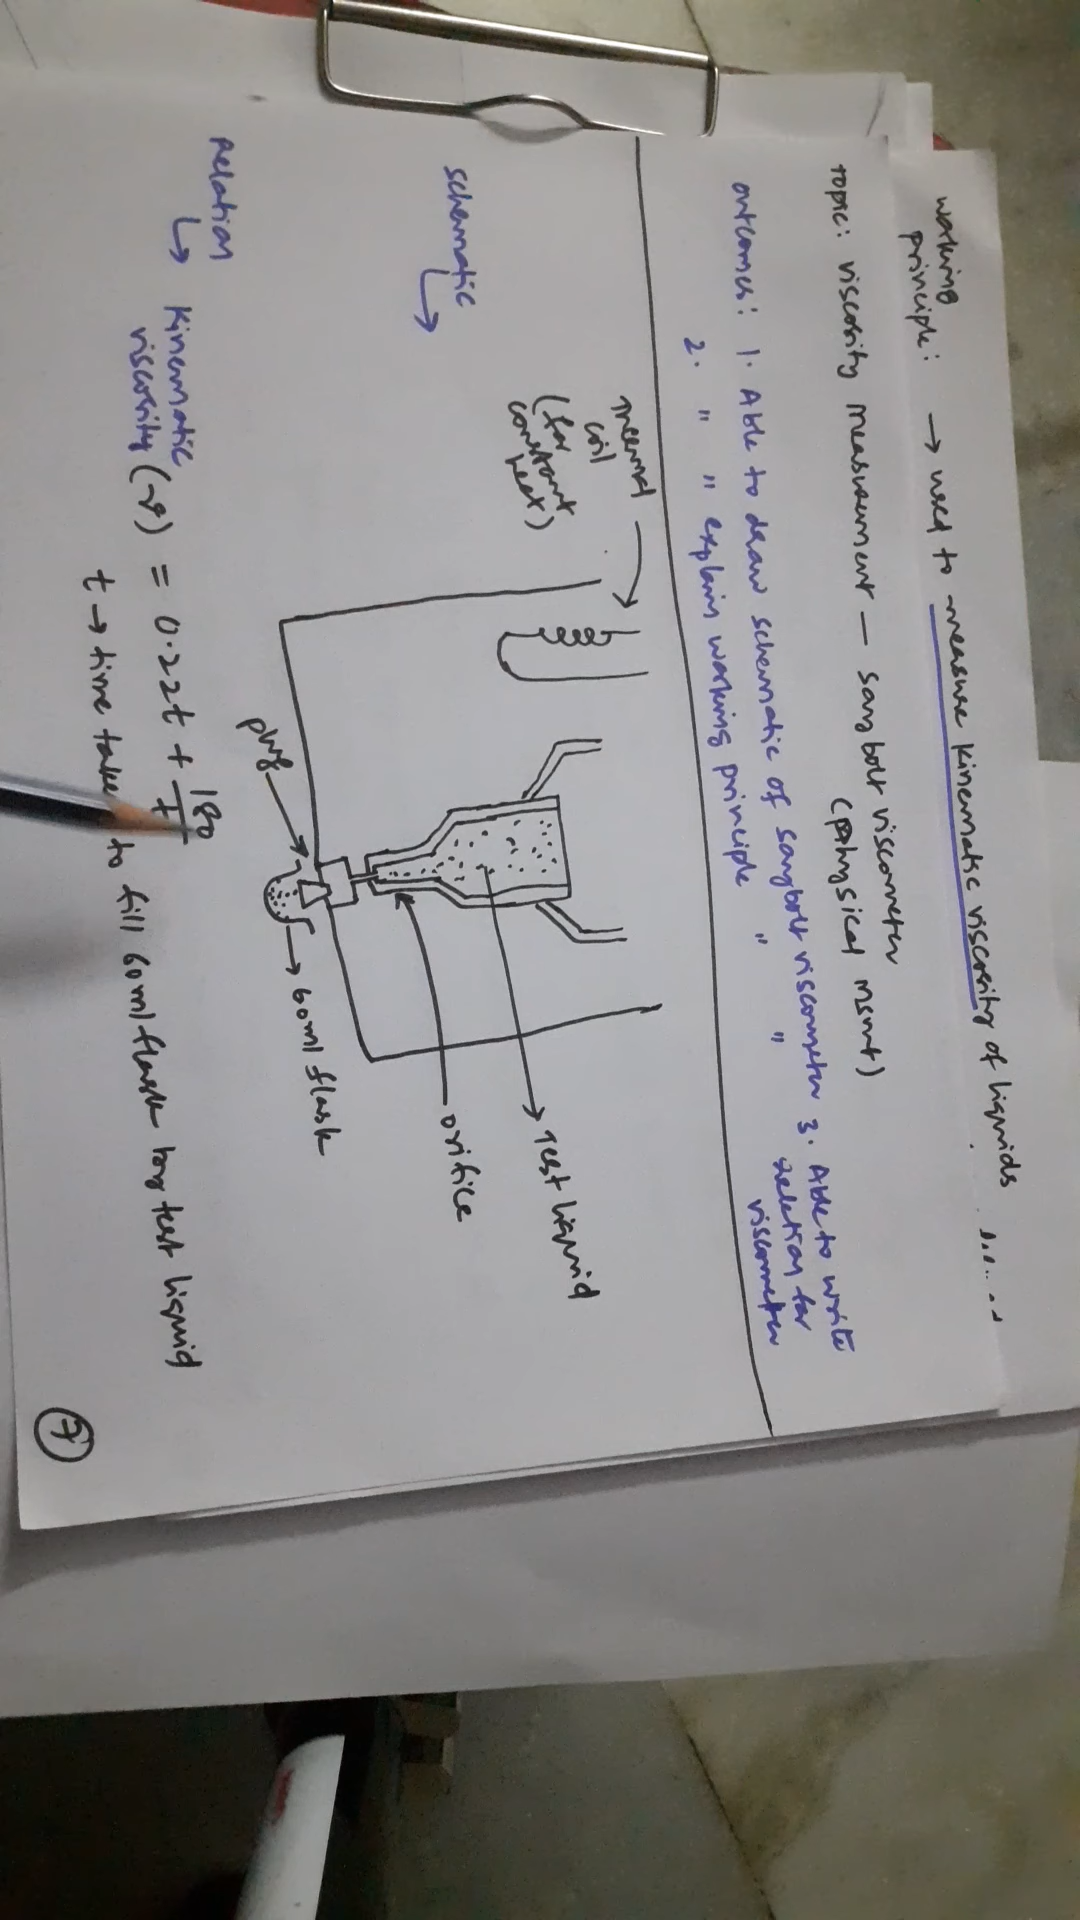 working principle: → used to measure kinematic viscosity of liquids
Topic: viscosity measurement — saybolt viscometer
(physical msmt)
outcomes: 1. Able to draw schematic of saybolt viscometer 3. Able to write
relation for
viscometer
2. " " explain working principle " "
schematic
Thermal
coil
(for
constant
heat)
Test liquid
orifice
plug
60ml flask
Relation
Kinematic
viscosity (ν) = 0.22t + 180/t
t → time taken to fill 60ml flask by test liquid
7